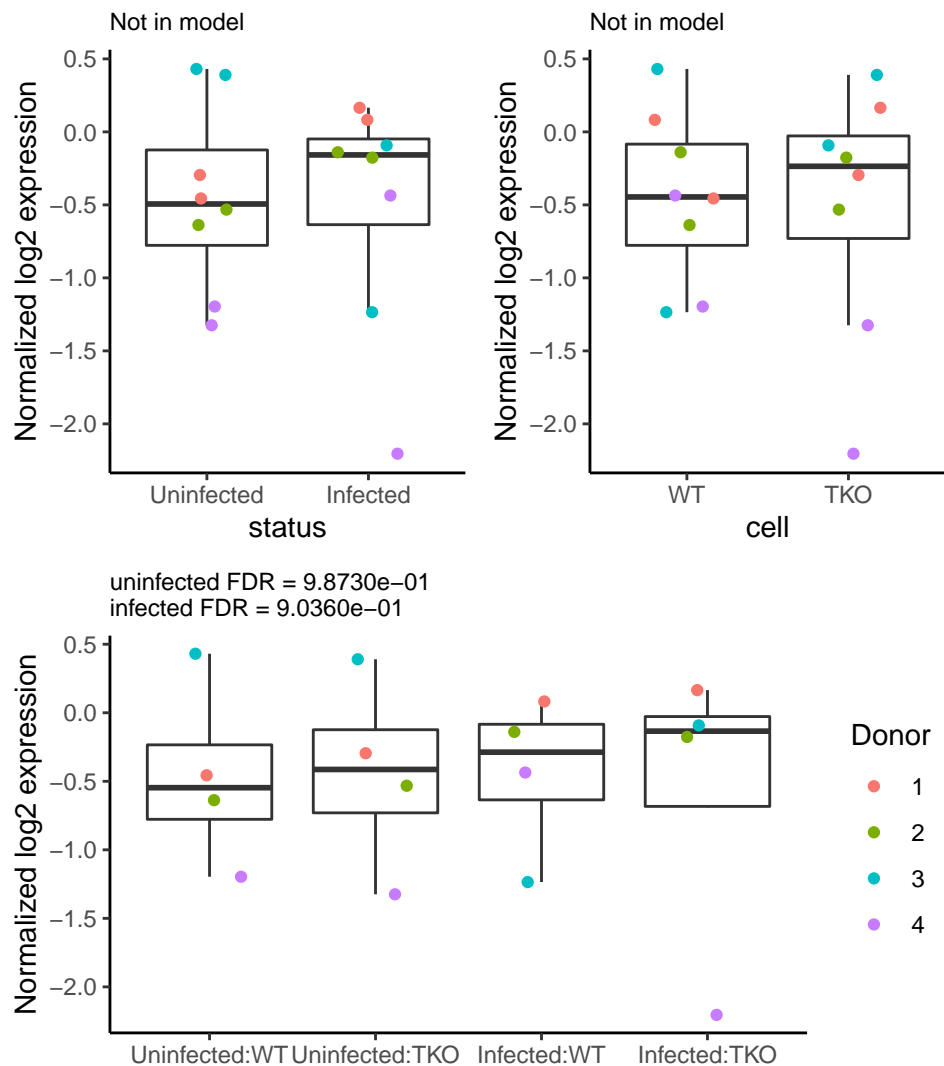 Not in model
Normalized log2 expression
0.5
0.0
−0.5
−1.0
−1.5
−2.0
Uninfected Infected
status
Not in model
Normalized log2 expression
0.5
0.0
−0.5
−1.0
−1.5
−2.0
WT TKO
cell
uninfected FDR = 9.8730e−01
infected FDR = 9.0360e−01
Normalized log2 expression
0.5
0.0
−0.5
−1.0
−1.5
−2.0
Uninfected:WT Uninfected:TKO Infected:WT Infected:TKO
Donor
1
2
3
4